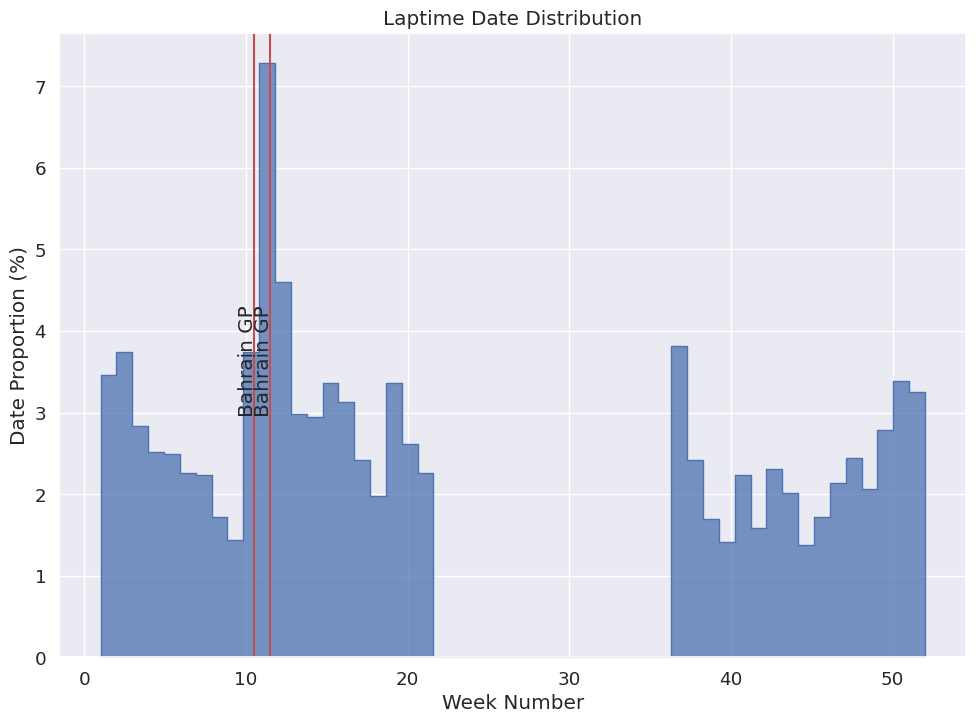 Laptime Date Distribution
Date Proportion (%)
7
6
5
4
3
2
1
0
Bahrain GP
Bahrain GP
0 10 20 30 40 50
Week Number